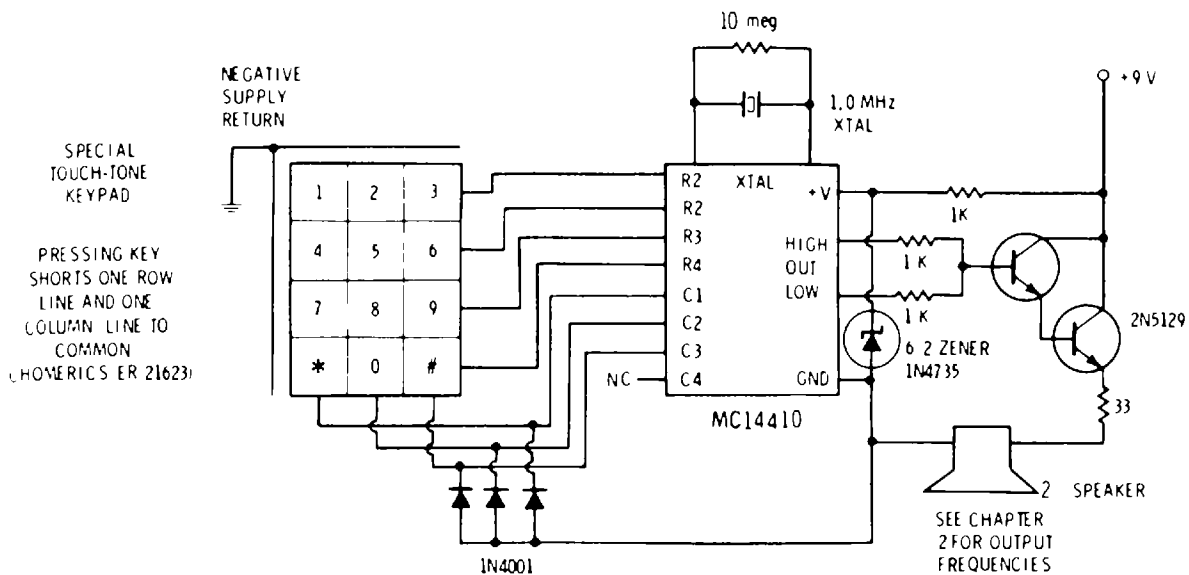 10 meg
NEGATIVE
SUPPLY
RETURN
+9 V
1.0 MHz
XTAL
SPECIAL
TOUCH-TONE
KEYPAD
1 2 3
4 5 6
7 8 9
* 0 #
PRESSING KEY
SHORTS ONE ROW
LINE AND ONE
COLUMN LINE TO
COMMON
(HOMERICS ER 21623)
R2 XTAL +V
R2
R3
R4
C1
C2
C3
NC C4
HIGH
OUT
LOW
GND
MC14410
1K
1 K
1 K
6 2 ZENER
1N4735
2N5129
33
2 SPEAKER
SEE CHAPTER
2 FOR OUTPUT
FREQUENCIES
1N4001